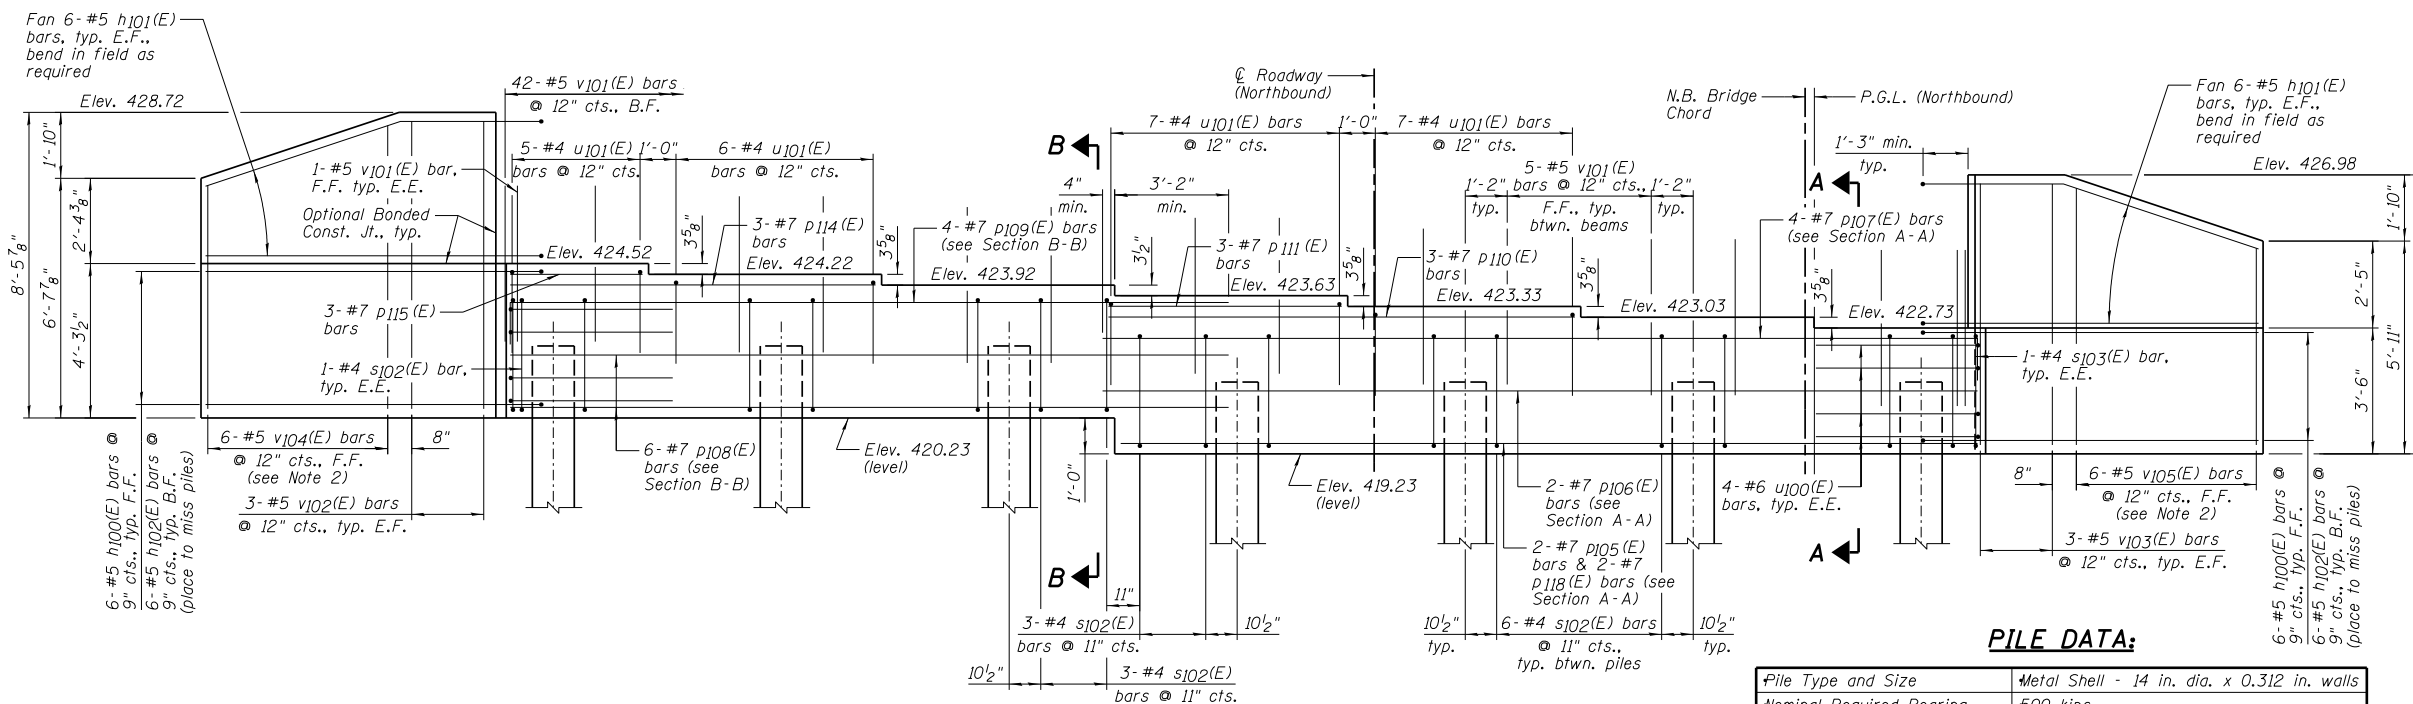 Fan 6-#5 h101(E)
bars, typ. E.F.,
bend in field as
required
Elev. 428.72
42-#5 v101(E) bars
@ 12" cts., B.F.
5-#4 u101(E)
bars @ 12" cts.
1'-0"
6-#4 u101(E)
bars @ 12" cts.
1-#5 v101(E) bar,
F.F. typ. E.E.
Optional Bonded
Const. Jt., typ.
8'-5 7/8"
1'-10"
6'-7 7/8"
2'-4 3/8"
4'-3 1/2"
Elev. 424.52
3 5/8"
3-#7 p114(E)
bars
Elev. 424.22
3 5/8"
3-#7 p115(E)
bars
1-#4 s102(E) bar,
typ. E.E.
4-#7 p109(E) bars
(see Section B-B)
Elev. 423.92
B
4"
min.
3'-2"
min.
7-#4 u101(E) bars
@ 12" cts.
1'-0"
7-#4 u101(E) bars
@ 12" cts.
℄ Roadway
(Northbound)
3 1/2"
3-#7 p111(E)
bars
Elev. 423.63
3 5/8"
3-#7 p110(E)
bars
Elev. 423.33
3 5/8"
1'-2"
typ.
5-#5 v101(E)
bars @ 12" cts.,
F.F., typ.
btwn. beams
1'-2"
typ.
Elev. 423.03
N.B. Bridge
Chord
P.G.L. (Northbound)
A
4-#7 p107(E) bars
(see Section A-A)
3 5/8"
Elev. 422.73
1'-3" min.
typ.
Fan 6-#5 h101(E)
bars, typ. E.F.,
bend in field as
required
Elev. 426.98
1'-10"
2'-5"
5'-11"
3'-6"
1-#4 s103(E) bar,
typ. E.E.
6-#5 v104(E) bars
@ 12" cts., F.F.
(see Note 2)
8"
3-#5 v102(E) bars
@ 12" cts., typ. E.F.
6-#5 h100(E) bars @
9" cts., typ. F.F.
6-#5 h102(E) bars @
9" cts., typ. B.F.
(place to miss piles)
6-#7 p108(E)
bars (see
Section B-B)
Elev. 420.23
(level)
1'-0"
B
Elev. 419.23
(level)
2-#7 p106(E)
bars (see
Section A-A)
2-#7 p105(E)
bars & 2-#7
p118(E) bars (see
Section A-A)
4-#6 u100(E)
bars, typ. E.E.
A
8"
6-#5 v105(E) bars
@ 12" cts., F.F.
(see Note 2)
3-#5 v103(E) bars
@ 12" cts., typ. E.F.
6-#5 h100(E) bars @
9" cts., typ. F.F.
6-#5 h102(E) bars @
9" cts., typ. B.F.
(place to miss piles)
11"
3-#4 s102(E)
bars @ 11" cts.
10 1/2"
10 1/2"
3-#4 s102(E)
bars @ 11" cts.
10 1/2"
typ.
6-#4 s102(E) bars
@ 11" cts.,
typ. btwn. piles
10 1/2"
typ.
PILE DATA:
Pile Type and Size Metal Shell - 14 in. dia. x 0.312 in. walls
Nominal Required Bearing 500 kips